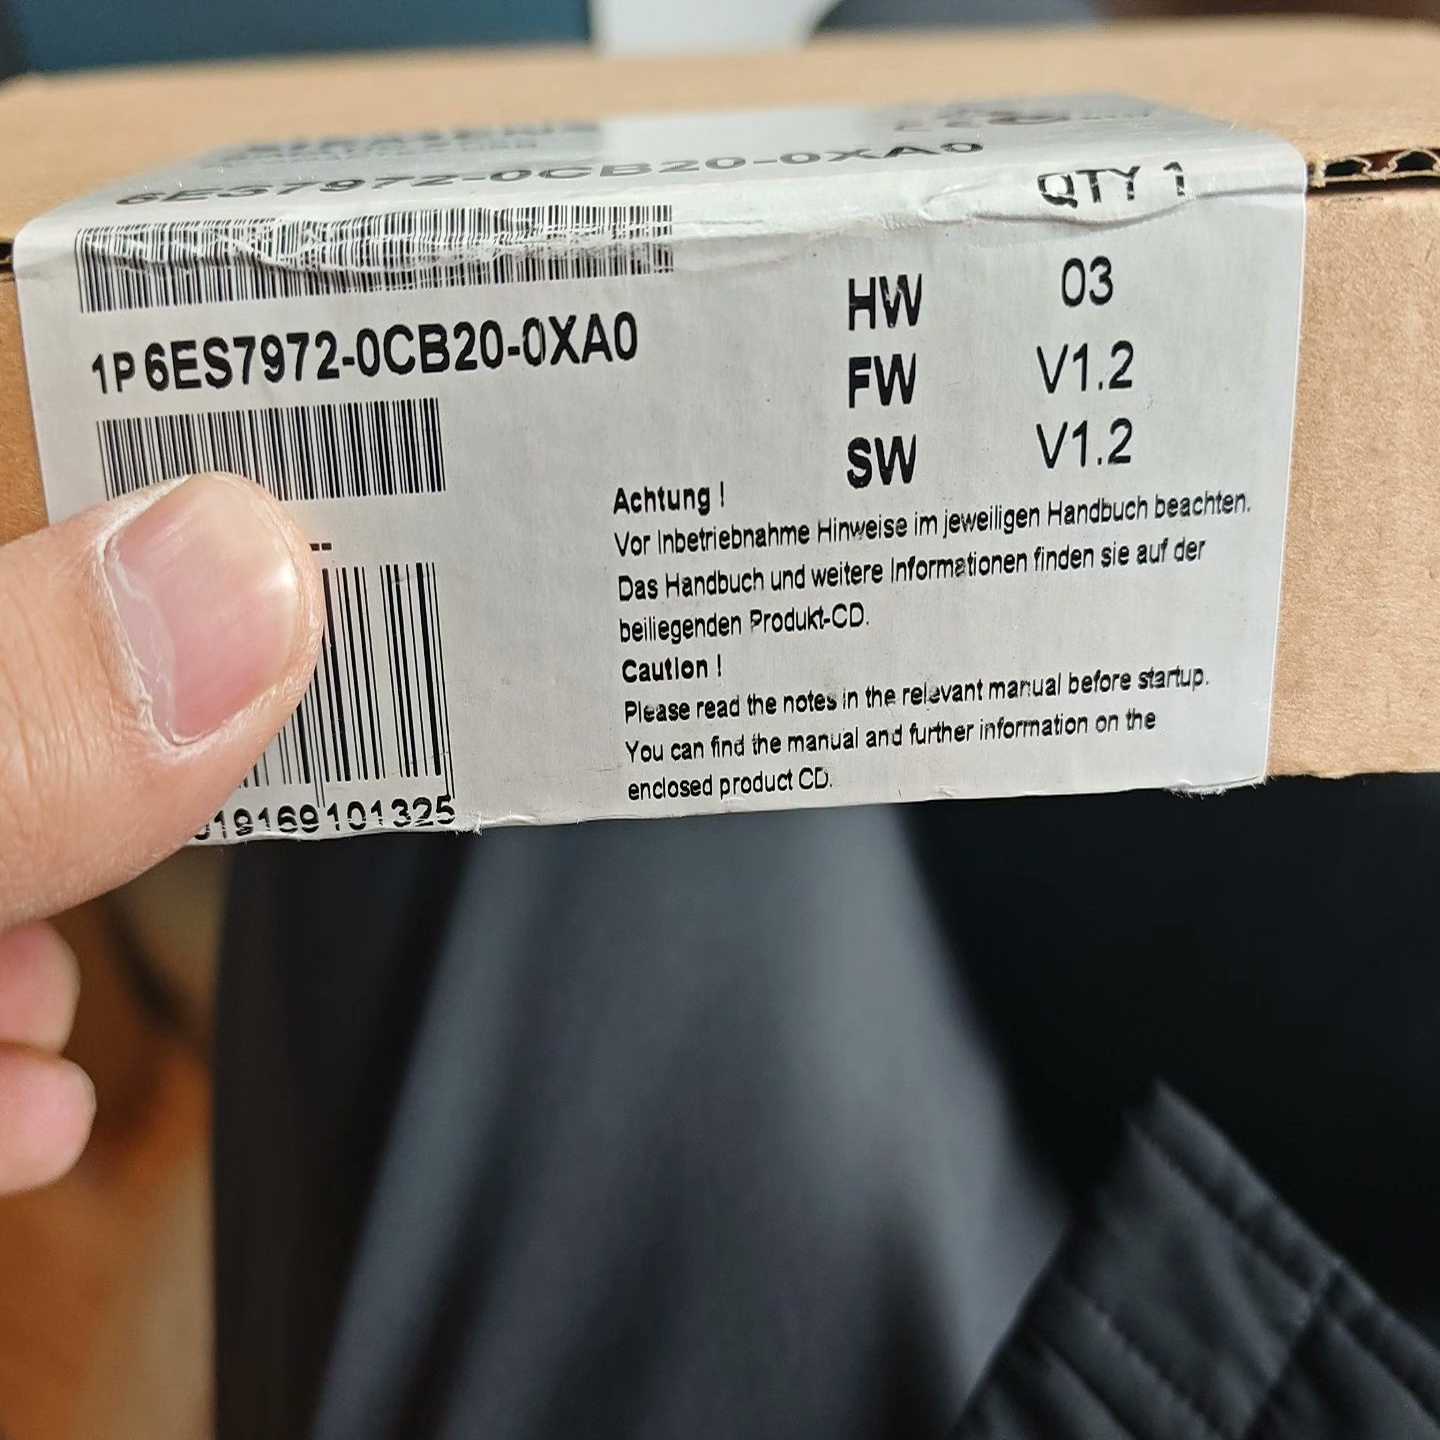 6ES7972-0CB20-0XA0
QTY 1
1P 6ES7972-0CB20-0XA0
HW 03
FW V1.2
SW V1.2
Achtung !
Vor Inbetriebnahme Hinweise im jeweiligen Handbuch beachten.
Das Handbuch und weitere Informationen finden sie auf der
beiliegenden Produkt-CD.
Caution !
Please read the notes in the relevant manual before startup.
You can find the manual and further information on the
enclosed product CD.
019169101325